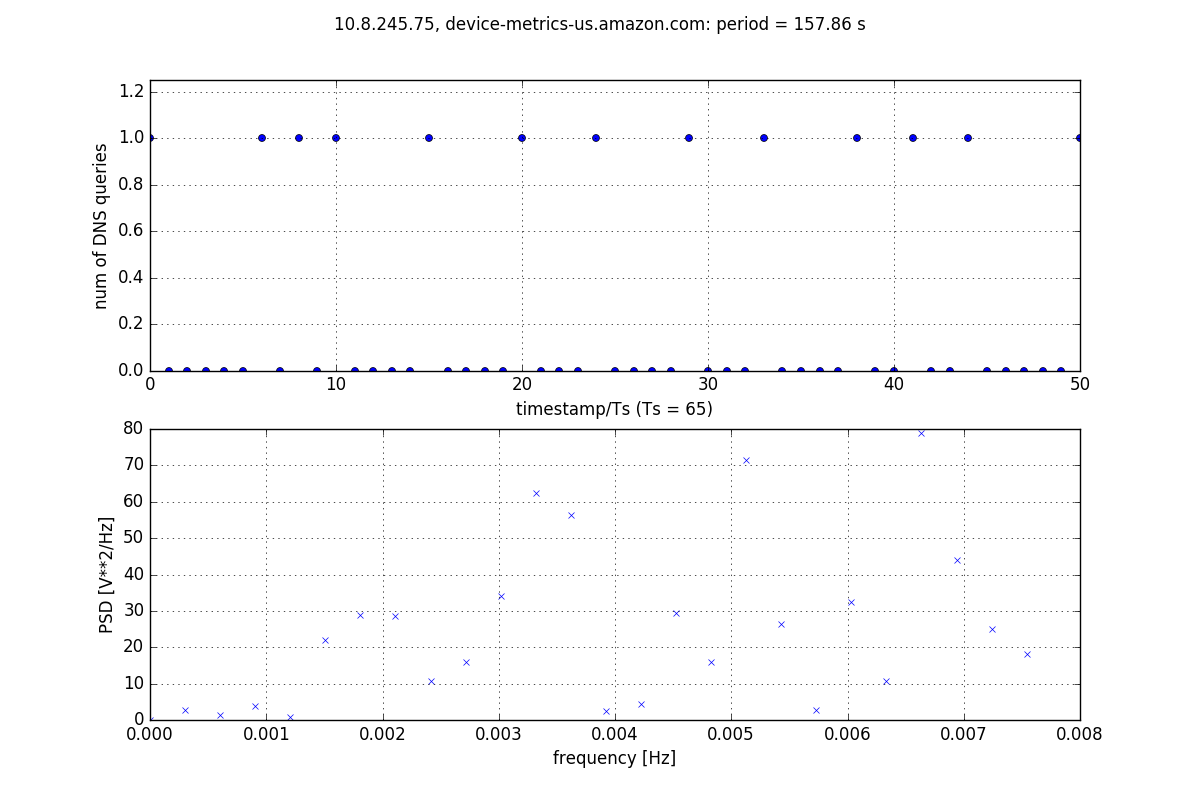 10.8.245.75, device-metrics-us.amazon.com: period = 157.86 s
1.2
1.0
0.8
0.6
0.4
0.2
0.0
num of DNS queries
0 10 20 30 40 50
timestamp/Ts (Ts = 65)
80
70
60
50
40
30
20
10
0
PSD [V**2/Hz]
0.000 0.001 0.002 0.003 0.004 0.005 0.006 0.007 0.008
frequency [Hz]